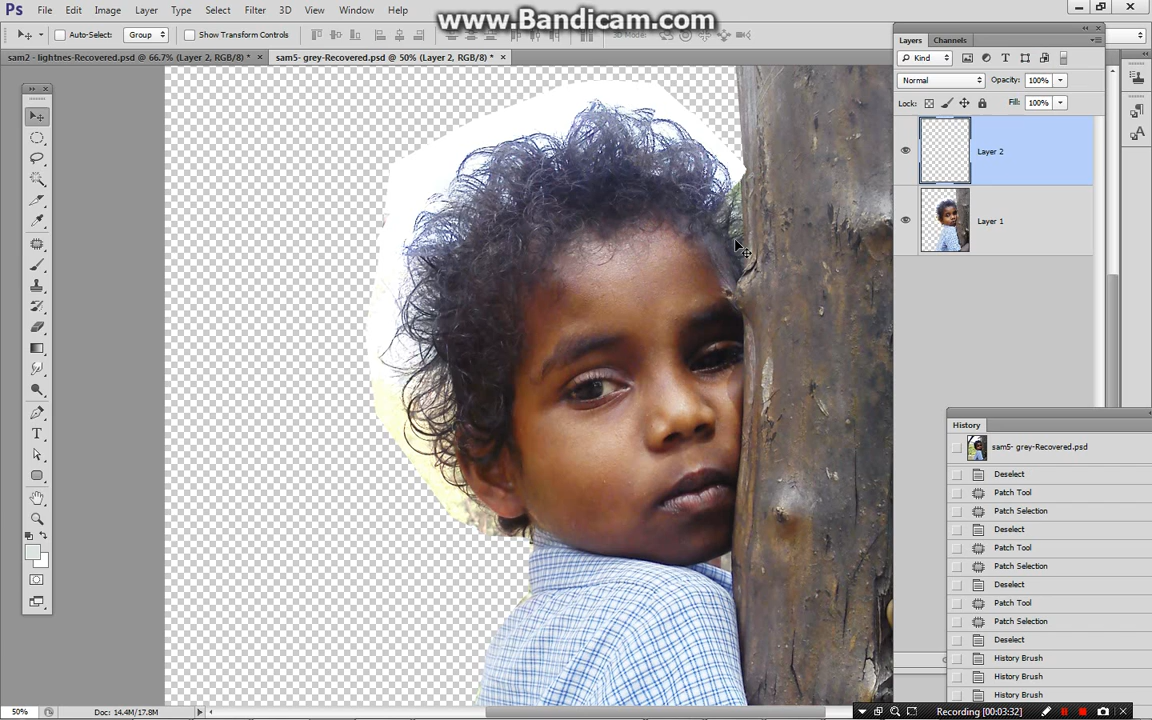 www.Bandicam.com
File Edit Image Layer Type Select Filter 3D View Window Help
Auto-Select: Group Show Transform Controls 3D Mode:
sam2 - lightnes-Recovered.psd @ 66.7% (Layer 2, RGB/8) * × sam5- grey-Recovered.psd @ 50% (Layer 2, RGB/8) * ×
Layers Channels
Kind
Normal Opacity: 100%
Lock: Fill: 100%
Layer 2
Layer 1
History
sam5- grey-Recovered.psd
Deselect
Patch Tool
Patch Selection
Deselect
Patch Tool
Patch Selection
Deselect
Patch Tool
Patch Selection
Deselect
History Brush
History Brush
History Brush
50% Doc: 14.4M/17.8M
Recording [00:03:32]